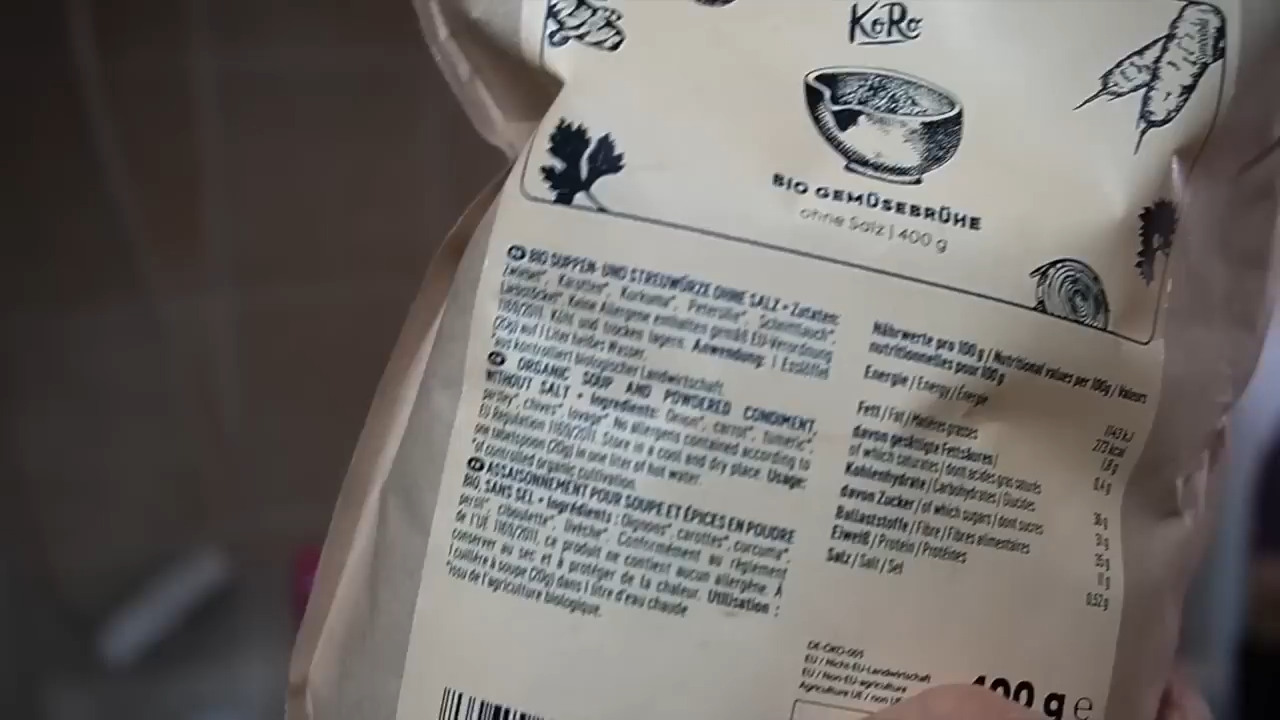 KoRo
BIO GEMÜSEBRÜHE
ohne Salz | 400 g
BIO SUPPEN- UND STREUWÜRZE OHNE SALZ • Zutaten:
Zwiebel*, Karotten*, Kurkuma*, Petersilie*, Schnittlauch*,
Liebstöckel*. Keine Allergene enthalten gemäß EU-Verordnung
1169/2011. Kühl und trocken lagern. Anwendung: 1 Esslöffel
(20g) auf 1 Liter heißes Wasser.
*aus kontrolliert biologischer Landwirtschaft.
ORGANIC SOUP AND POWDERED CONDIMENT,
WITHOUT SALT • Ingredients: Onion*, carrot*, turmeric*,
parsley*, chives*, lovage*. No allergens contained according to
EU Regulation 1169/2011. Store in a cool and dry place. Usage:
one tablespoon (20g) in one liter of hot water.
*of controlled organic cultivation.
ASSAISONNEMENT POUR SOUPE ET ÉPICES EN POUDRE
BIO, SANS SEL • Ingrédients : Oignons*, carottes*, curcuma*,
persil*, ciboulette*, livèche*. Conformément au règlement
de l'UE 1169/2011, ce produit ne contient aucun allergène. À
conserver au sec et à protéger de la chaleur. Utilisation :
1 cuillère à soupe (20g) dans 1 litre d'eau chaude
*issu de l'agriculture biologique.
Nährwerte pro 100 g / Nutritional values per 100g / Valeurs
nutritionnelles pour 100 g
Energie / Energy / Énergie
1143 kJ
273 kcal
Fett / Fat / Matières grasses 1,8 g
davon gesättigte Fettsäuren /
of which saturates / dont acides gras saturés 0,4 g
Kohlenhydrate / Carbohydrates / Glucides 36 g
davon Zucker / of which sugars / dont sucres 31 g
Ballaststoffe / Fibre / Fibres alimentaires 35 g
Eiweiß / Protein / Protéines 11 g
Salz / Salt / Sel 0,52 g
DE-ÖKO-005
EU / Nicht-EU-Landwirtschaft
EU / Non-EU-agriculture
Agriculture UE / non
400 g e